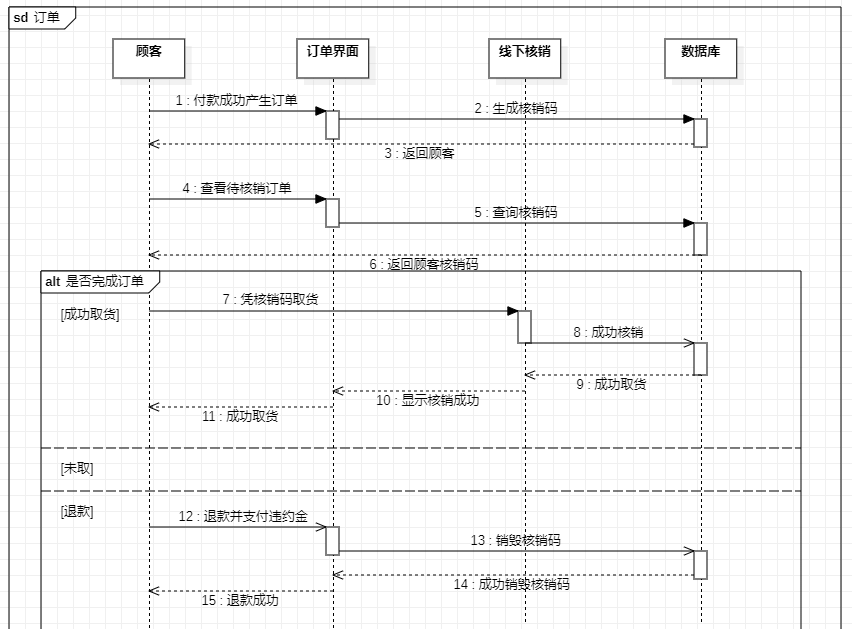 sd 订单
顾客
订单界面
线下核销
数据库
1 : 付款成功产生订单
2 : 生成核销码
3 : 返回顾客
4 : 查看待核销订单
5 : 查询核销码
6 : 返回顾客核销码
alt 是否完成订单
[成功取货]
7 : 凭核销码取货
8 : 成功核销
9 : 成功取货
10 : 显示核销成功
11 : 成功取货
[未取]
[退款]
12 : 退款并支付违约金
13 : 销毁核销码
14 : 成功销毁核销码
15 : 退款成功